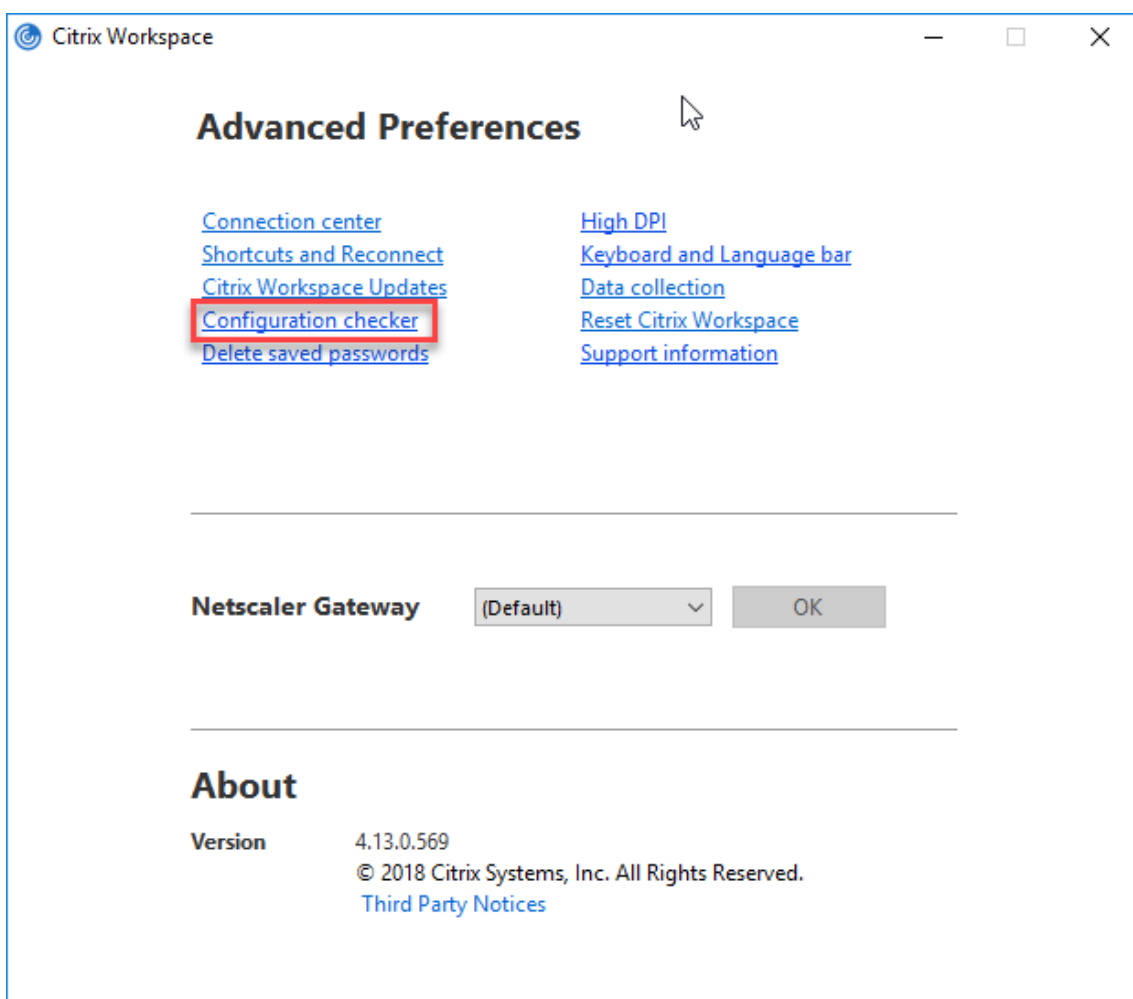 Citrix Workspace
Advanced Preferences
Connection center
High DPI
Shortcuts and Reconnect
Keyboard and Language bar
Citrix Workspace Updates
Data collection
Configuration checker
Reset Citrix Workspace
Delete saved passwords
Support information
Netscaler Gateway
(Default)
OK
About
Version
4.13.0.569
© 2018 Citrix Systems, Inc. All Rights Reserved.
Third Party Notices